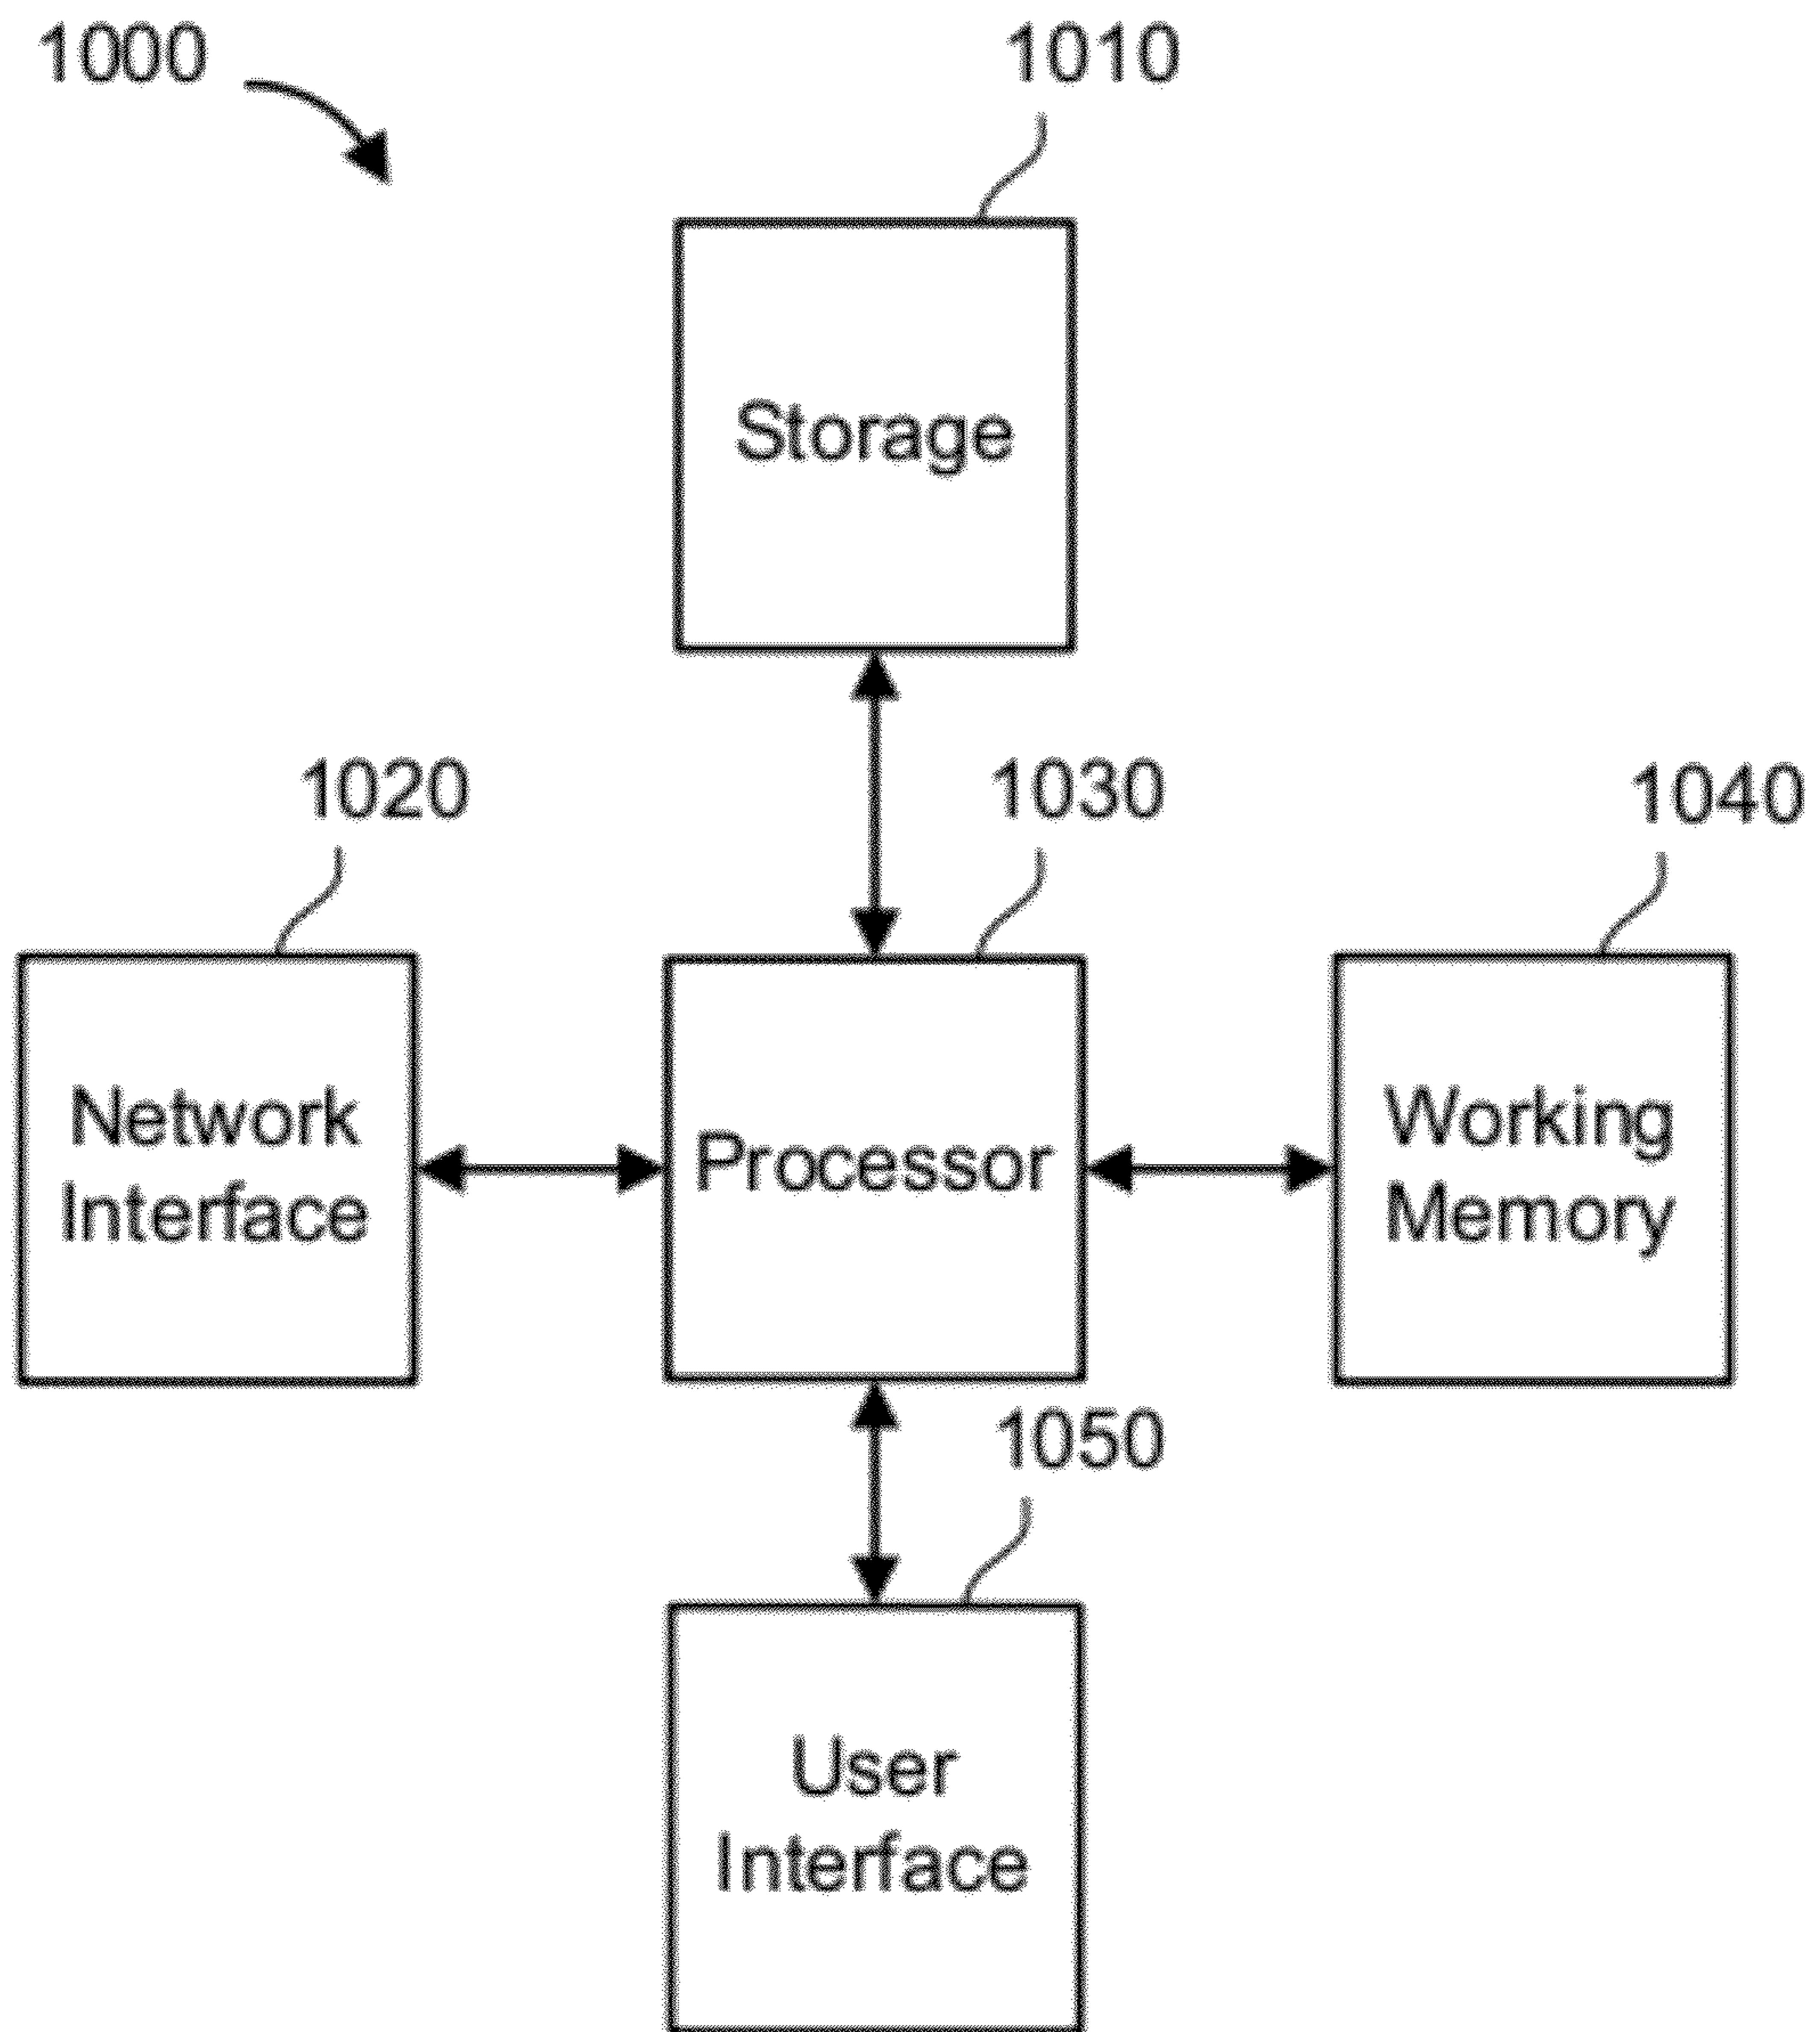 1000
1010
Storage
1020
1030
1040
Network
Interface
Processor
Working
Memory
1050
User
Interface